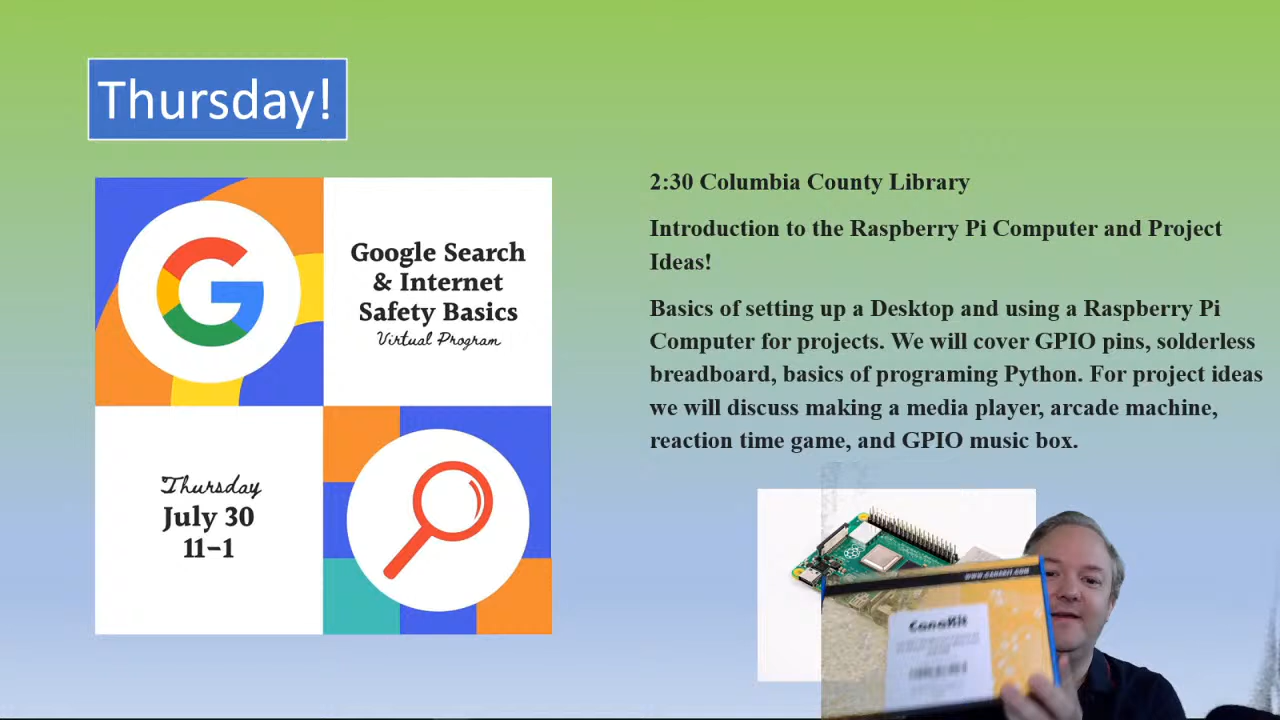 Thursday!
Google Search
& Internet
Safety Basics
Virtual Program
Thursday
July 30
11-1
2:30 Columbia County Library
Introduction to the Raspberry Pi Computer and Project
Ideas!
Basics of setting up a Desktop and using a Raspberry Pi
Computer for projects. We will cover GPIO pins, solderless
breadboard, basics of programing Python. For project ideas
we will discuss making a media player, arcade machine,
reaction time game, and GPIO music box.
WWW.CANAKIT.COM
CanaKit